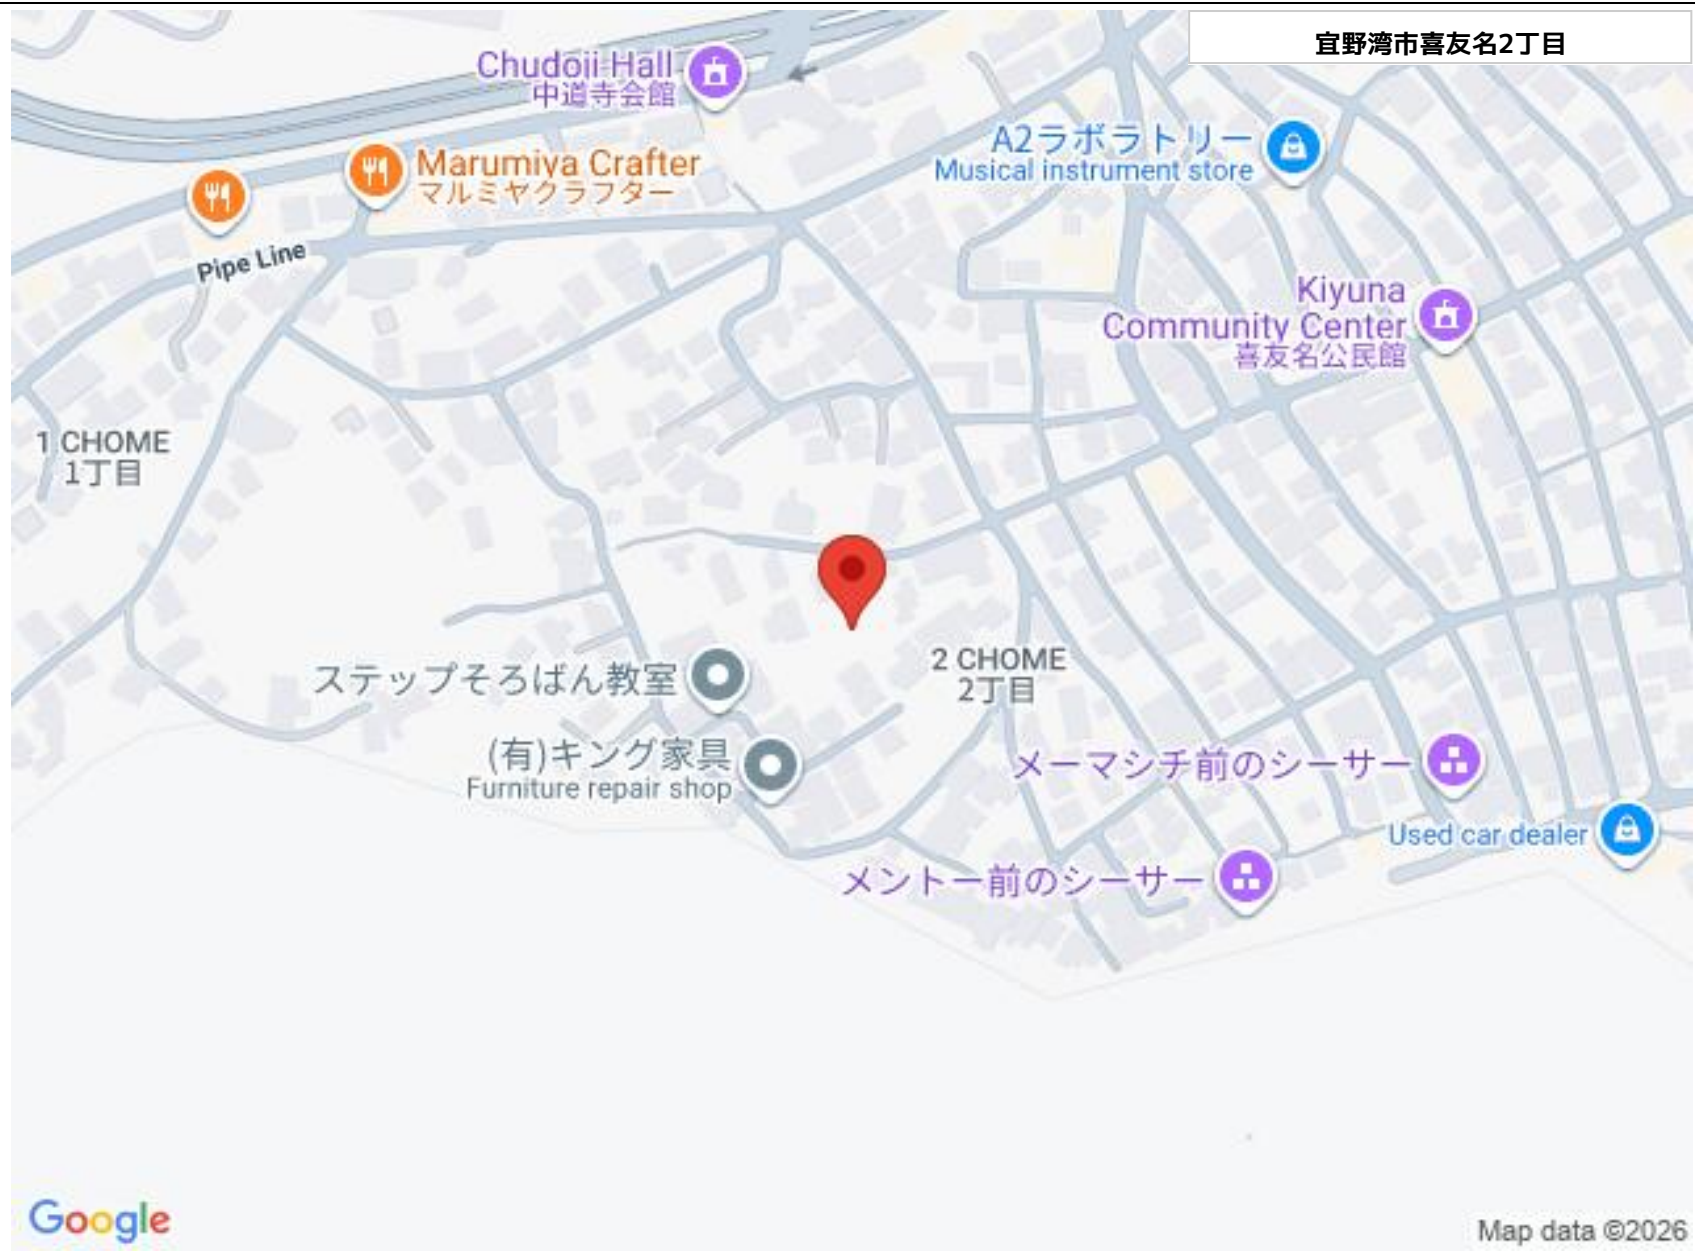 宜野湾市喜友名2丁目
Chudoji Hall
中道寺会館
A2ラボラトリー
Musical instrument store
Marumiya Crafter
マルミヤクラフター
Pipe Line
Kiyuna
Community Center
喜友名公民館
1 CHOME
1丁目
2 CHOME
2丁目
ステップそろばん教室
(有)キング家具
Furniture repair shop
メーマシチ前のシーサー
Used car dealer
メントー前のシーサー
Google
Map data ©2026